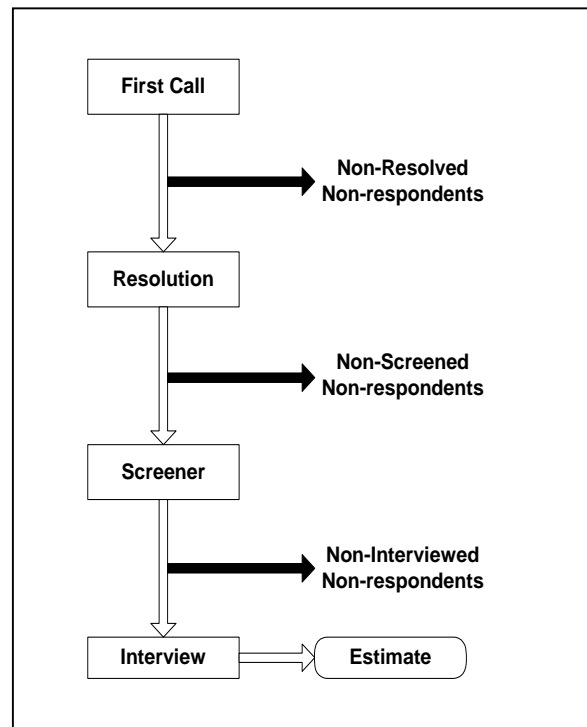 First Call
Non-Resolved
Non-respondents
Resolution
Non-Screened
Non-respondents
Screener
Non-Interviewed
Non-respondents
Interview
Estimate